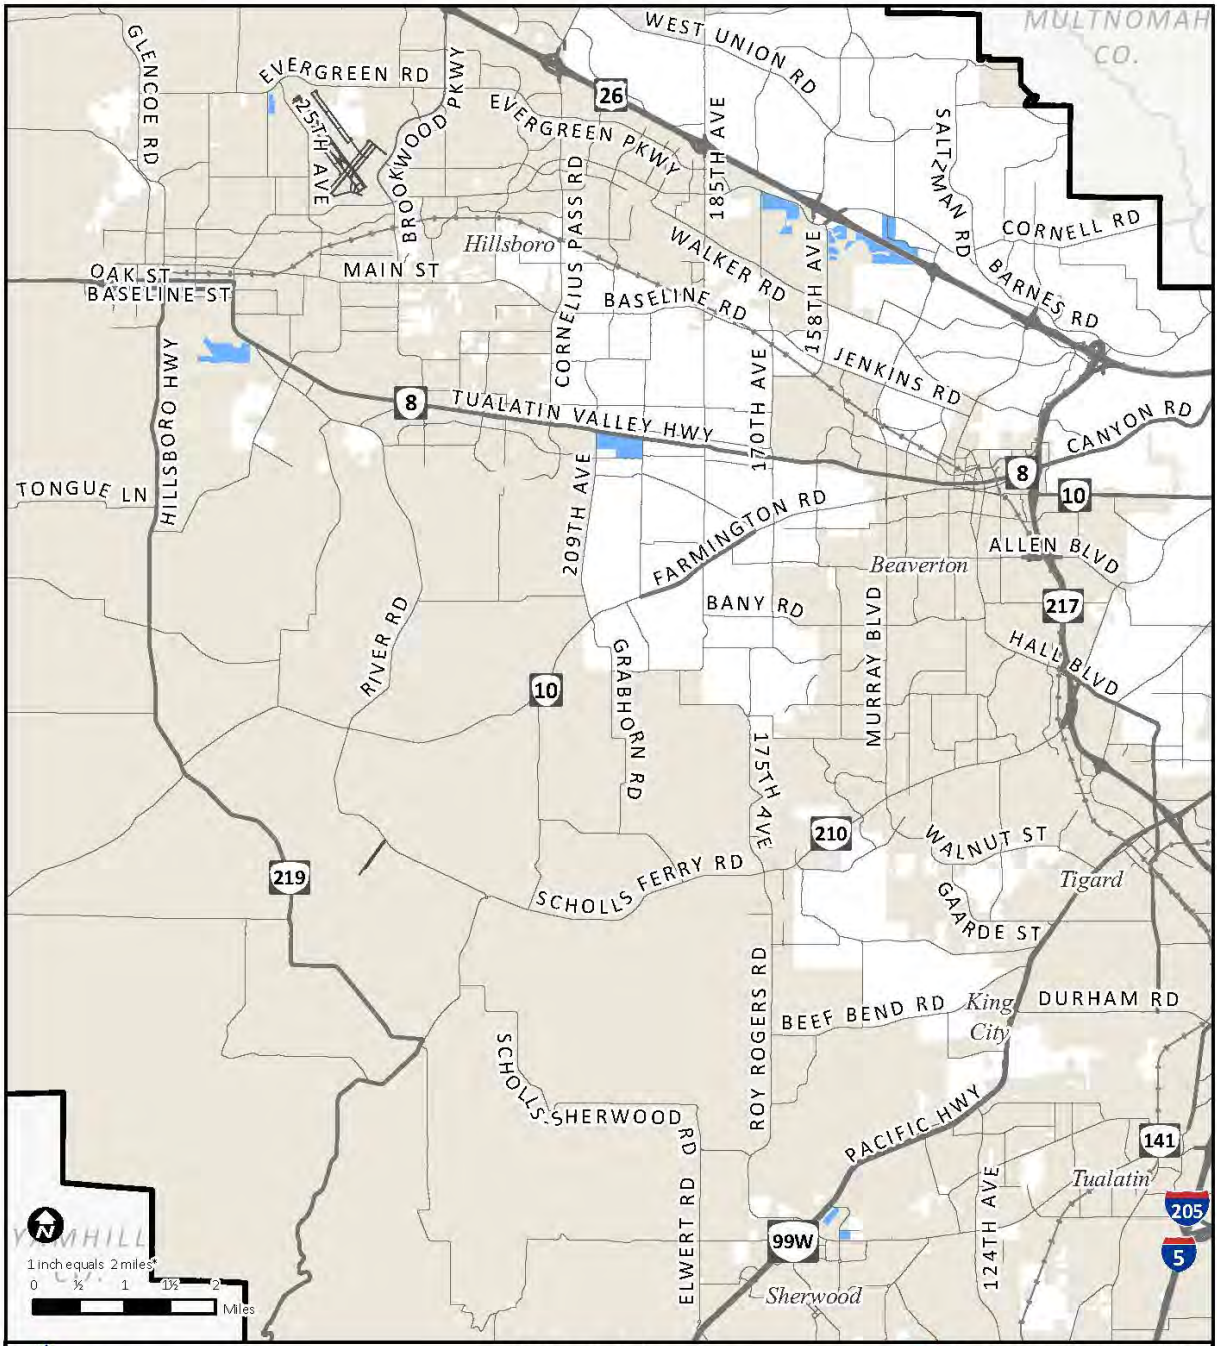 MULTNOMAH
CO.
GLENCOE RD
EVERGREEN RD
25TH AVE
BROOKWOOD PKWY
WEST UNION RD
26
EVERGREEN PKWY
185TH AVE
SALTZMAN RD
CORNELIUS PASS RD
CORNELL RD
Hillsboro
WALKER RD
158TH AVE
BARNES RD
OAK ST
MAIN ST
BASELINE ST
BASELINE RD
JENKINS RD
HILLSBORO HWY
170TH AVE
8
TUALATIN VALLEY HWY
CANYON RD
8
10
TONGUE LN
209TH AVE
FARMINGTON RD
ALLEN BLVD
Beaverton
217
BANY RD
MURRAY BLVD
RIVER RD
GRABHORN RD
HALL BLVD
10
175TH AVE
210
WALNUT ST
219
SCHOLLS FERRY RD
Tigard
GAARDE ST
ROY ROGERS RD
BEEF BEND RD
King
City
DURHAM RD
SCHOLLS-SHERWOOD RD
PACIFIC HWY
141
ELWERT RD
124TH AVE
Tualatin
205
99W
5
Sherwood
N
YAMHILL
CO.
1 inch equals 2 miles*
0 ½ 1 1½ 2
Miles